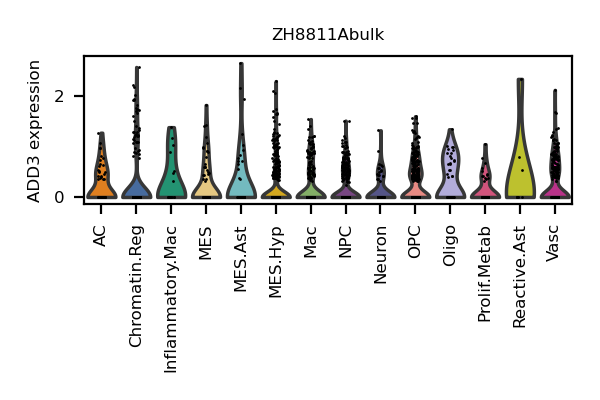 ZH8811Abulk
ADD3 expression
2
0
AC
Chromatin.Reg
Inflammatory.Mac
MES
MES.Ast
MES.Hyp
Mac
NPC
Neuron
OPC
Oligo
Prolif.Metab
Reactive.Ast
Vasc